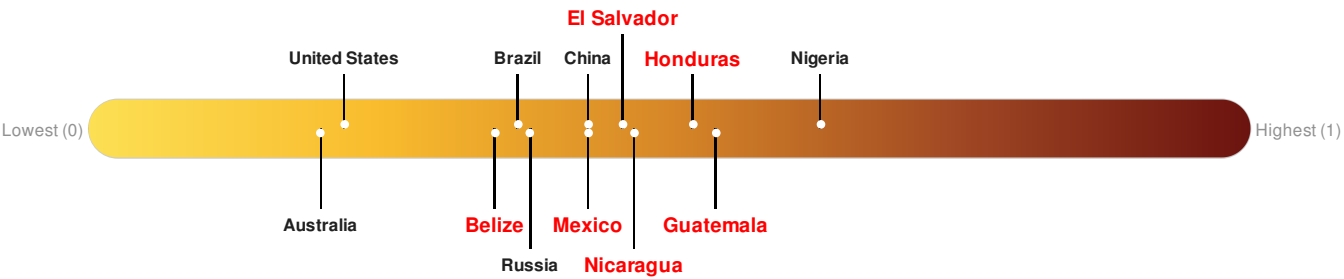 El Salvador
United States
Brazil
China
Honduras
Nigeria
Lowest (0)
Highest (1)
Australia
Belize
Mexico
Guatemala
Russia
Nicaragua